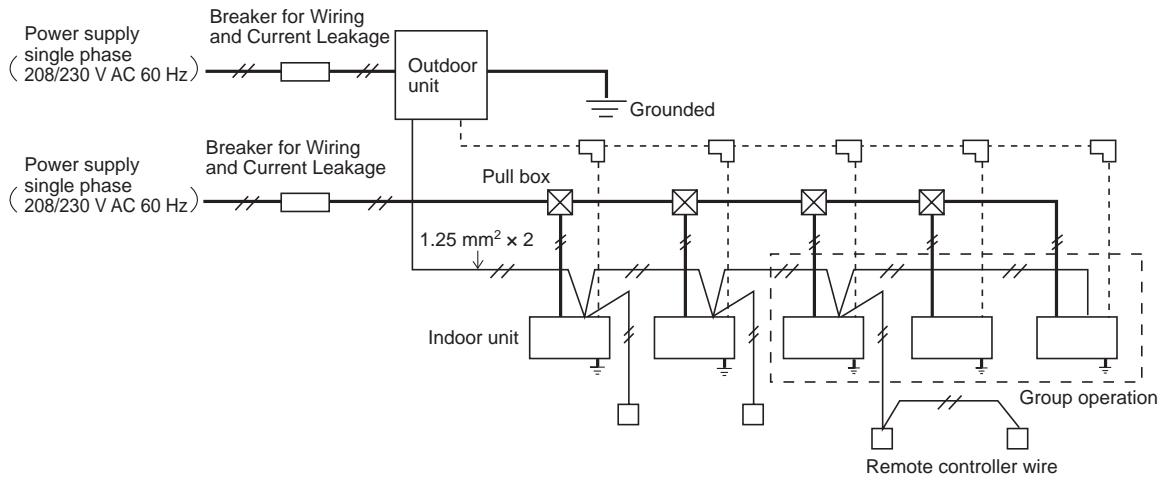 Power supply
single phase
(208/230 V AC 60 Hz)
Breaker for Wiring
and Current Leakage
Outdoor
unit
Grounded
Power supply
single phase
(208/230 V AC 60 Hz)
Breaker for Wiring
and Current Leakage
Pull box
1.25 mm² × 2
Indoor unit
Group operation
Remote controller wire